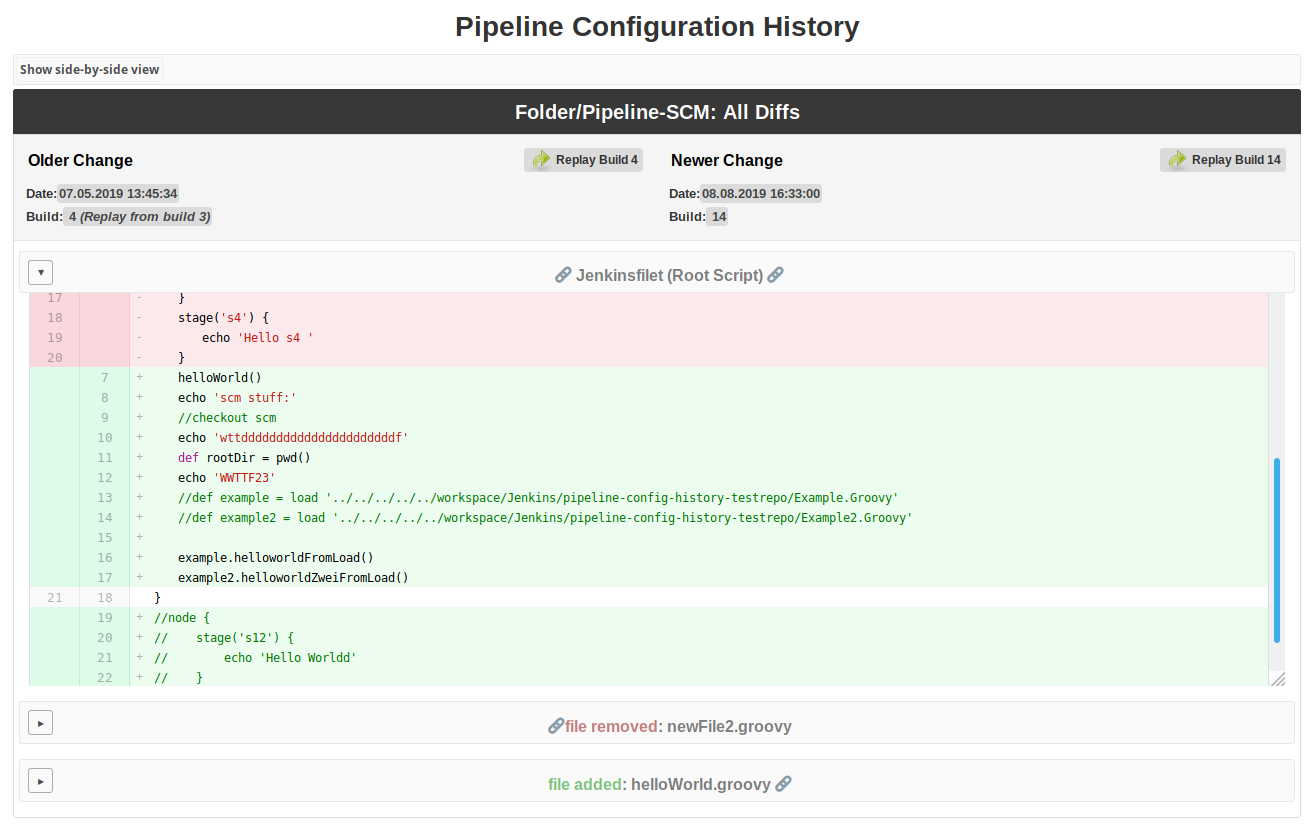 Pipeline Configuration History
Show side-by-side view
Folder/Pipeline-SCM: All Diffs
Older Change
Replay Build 4
Newer Change
Replay Build 14
Date: 07.05.2019 13:45:34
Date: 08.08.2019 16:33:00
Build: 4 (Replay from build 3)
Build: 14
Jenkinsfilet (Root Script)
17 - }
18 - stage('s4') {
19 - echo 'Hello s4 '
20 - }
7 + helloWorld()
8 + echo 'scm stuff:'
9 + //checkout scm
10 + echo 'wttddddddddddddddddddddddf'
11 + def rootDir = pwd()
12 + echo 'WWTTF23'
13 + //def example = load '../../../../../workspace/Jenkins/pipeline-config-history-testrepo/Example.Groovy'
14 + //def example2 = load '../../../../../workspace/Jenkins/pipeline-config-history-testrepo/Example2.Groovy'
15 +
16 + example.helloworldFromLoad()
17 + example2.helloworldZweiFromLoad()
21 18 }
19 + //node {
20 + // stage('s12') {
21 + // echo 'Hello Worldd'
22 + // }
file removed: newFile2.groovy
file added: helloWorld.groovy